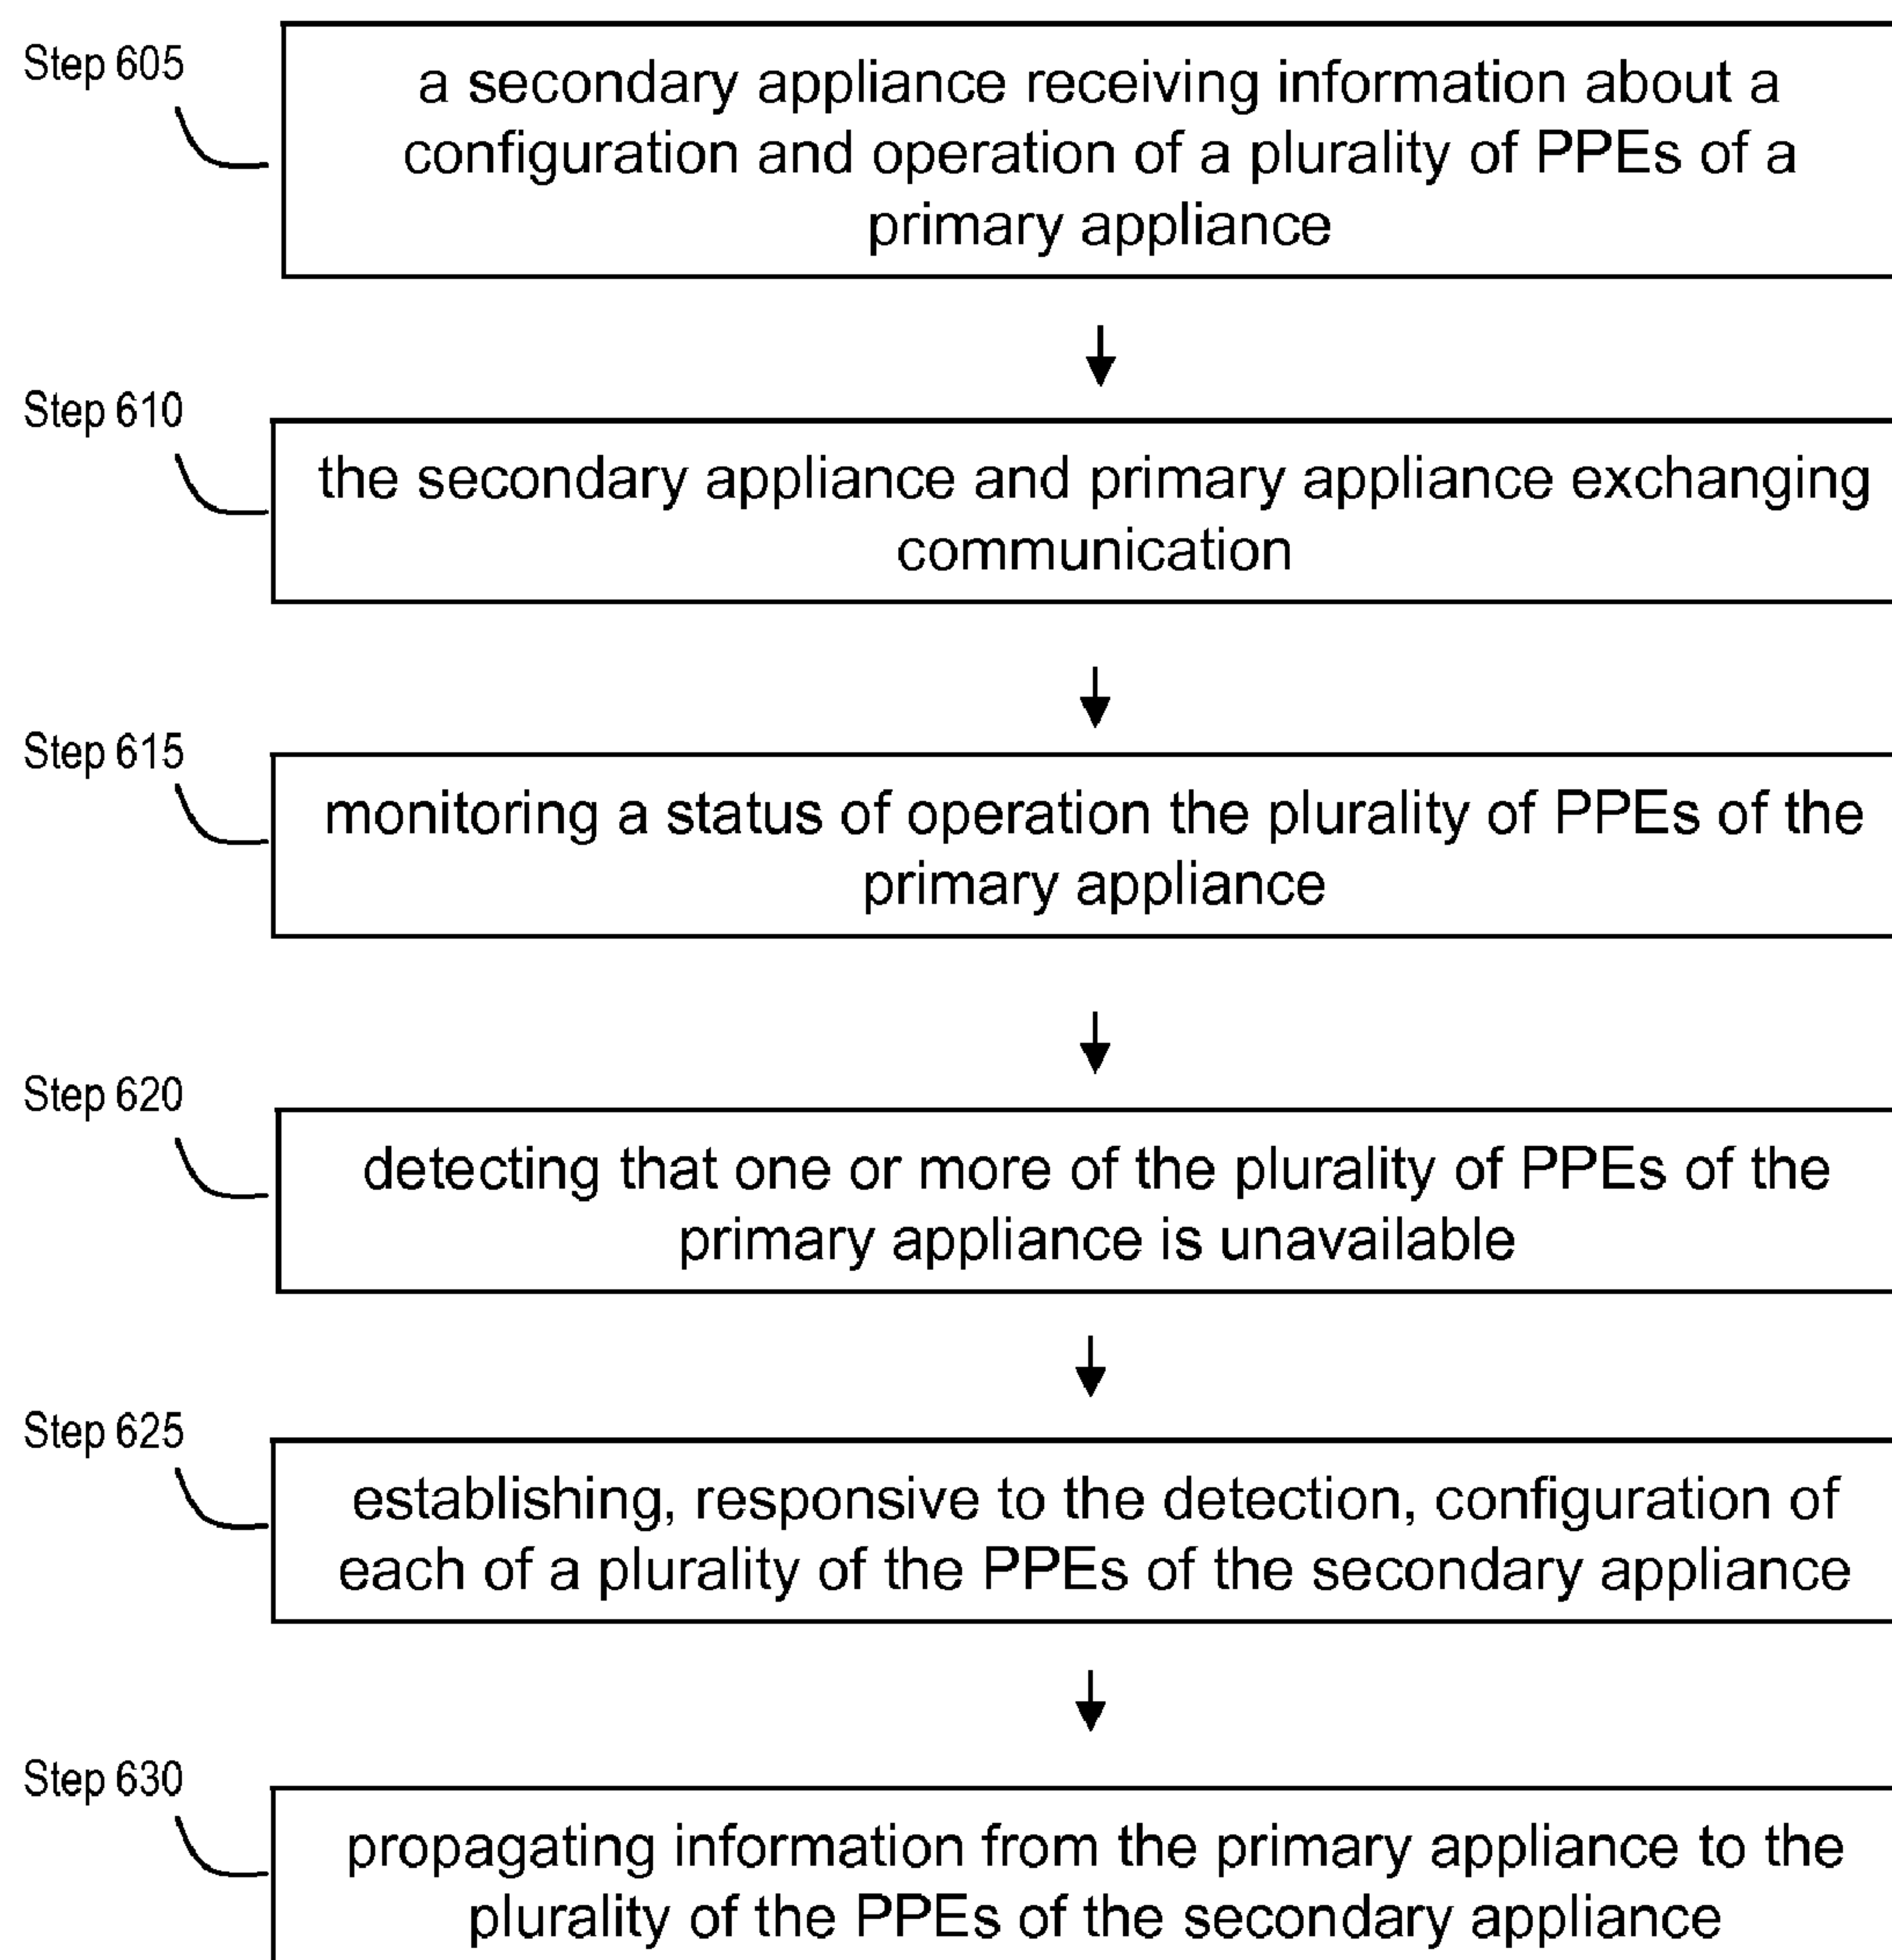 Step 605
a secondary appliance receiving information about a
configuration and operation of a plurality of PPEs of a
primary appliance
Step 610
the secondary appliance and primary appliance exchanging
communication
Step 615
monitoring a status of operation the plurality of PPEs of the
primary appliance
Step 620
detecting that one or more of the plurality of PPEs of the
primary appliance is unavailable
Step 625
establishing, responsive to the detection, configuration of
each of a plurality of the PPEs of the secondary appliance
Step 630
propagating information from the primary appliance to the
plurality of the PPEs of the secondary appliance